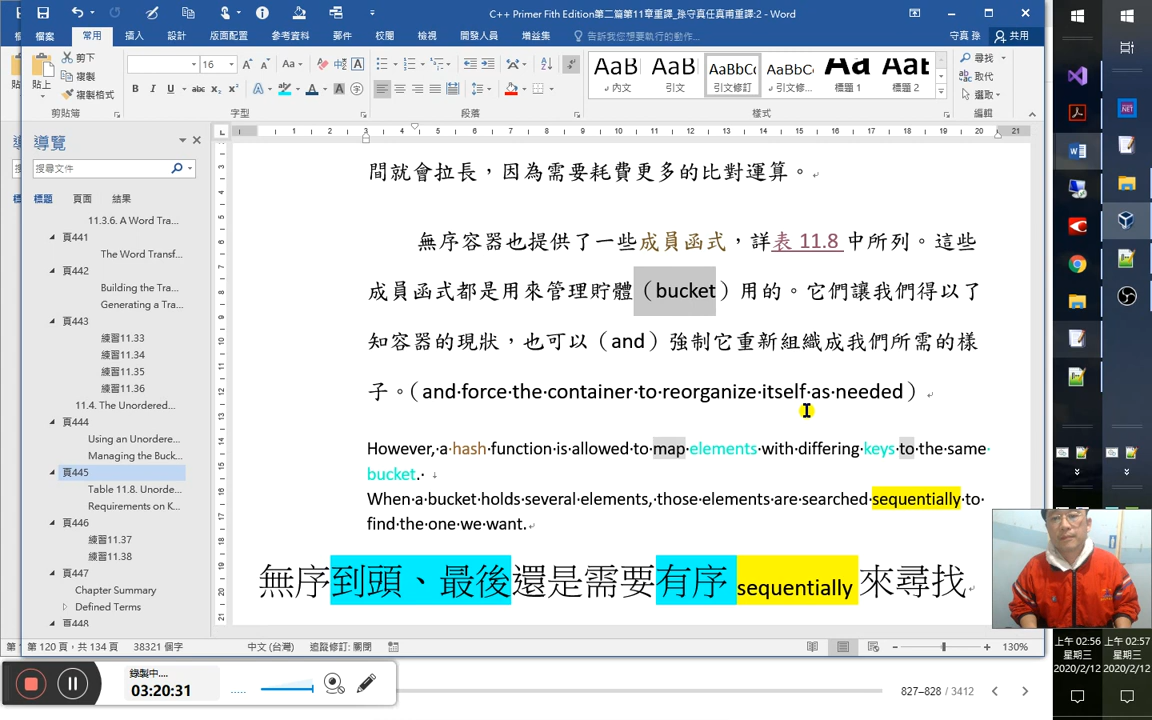 C++ Primer Fith Edition第二篇第11章重譯_孫守真任真甫重譯:2 - Word
檔案 常用 插入 設計 版面配置 參考資料 郵件 校閱 檢視 開發人員 增益集 告訴我您想要執行的動作... 守真 孫 共用
貼上 剪下 複製 複製格式
16
AaBb AaBb AaBbCc AaBbCc AaB AaBb
內文 引文 引文修訂 引文修... 標題 1 標題 2
尋找 取代 選取
剪貼簿 字型 段落 樣式 編輯
導覽
搜尋文件
標題 頁面 結果
11.3.6. A Word Tra...
頁441
The Word Transf...
頁442
Building the Tra...
Generating a Tra...
頁443
練習11.33
練習11.34
練習11.35
練習11.36
11.4. The Unordered...
頁444
Using an Unordere...
Managing the Buck...
頁445
Table 11.8. Unorde...
Requirements on K...
頁446
練習11.37
練習11.38
頁447
Chapter Summary
Defined Terms
頁448
間就會拉長，因為需要耗費更多的比對運算。
無序容器也提供了一些成員函式，詳表 11.8 中所列。這些
成員函式都是用來管理貯體（bucket）用的。它們讓我們得以了
知容器的現狀，也可以（and）強制它重新組織成我們所需的樣
子。（and force the container to reorganize itself as needed）
However, a hash function is allowed to map elements with differing keys to the same
bucket.
When a bucket holds several elements, those elements are searched sequentially to
find the one we want.
無序到頭、最後還是需要有序 sequentially 來尋找
第 120 頁，共 134 頁 38321 個字 中文 (台灣) 追蹤修訂: 關閉 130%
錄製中....
03:20:31
827–828 / 3412
上午 02:56
星期三
2020/2/12
上午 02:57
星期三
2020/2/12